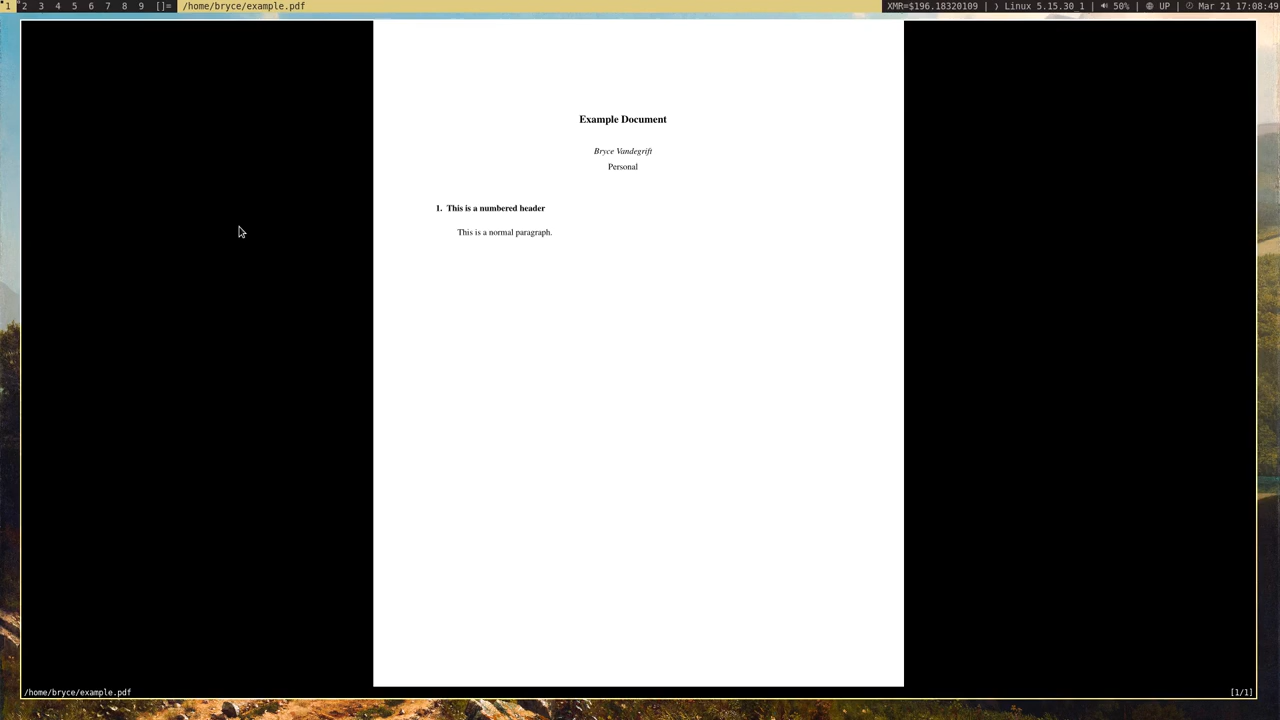 1 2 3 4 5 6 7 8 9 []= /home/bryce/example.pdf XMR=$196.18320109 | ) Linux 5.15.30_1 | 50% | UP | Mar 21 17:08:49
Example Document
Bryce Vandegrift
Personal
1. This is a numbered header
This is a normal paragraph.
/home/bryce/example.pdf [1/1]